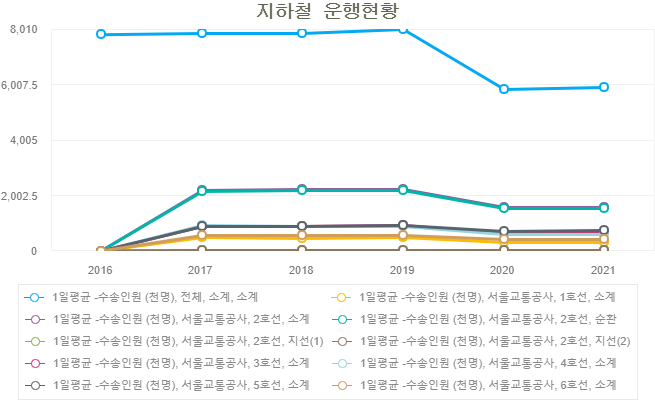 지하철 운행현황
8,010
6,007.5
4,005
2,002.5
0
2016 2017 2018 2019 2020 2021
1일평균 -수송인원 (천명), 전체, 소계, 소계 1일평균 -수송인원 (천명), 서울교통공사, 1호선, 소계
1일평균 -수송인원 (천명), 서울교통공사, 2호선, 소계 1일평균 -수송인원 (천명), 서울교통공사, 2호선, 순환
1일평균 -수송인원 (천명), 서울교통공사, 2호선, 지선(1) 1일평균 -수송인원 (천명), 서울교통공사, 2호선, 지선(2)
1일평균 -수송인원 (천명), 서울교통공사, 3호선, 소계 1일평균 -수송인원 (천명), 서울교통공사, 4호선, 소계
1일평균 -수송인원 (천명), 서울교통공사, 5호선, 소계 1일평균 -수송인원 (천명), 서울교통공사, 6호선, 소계